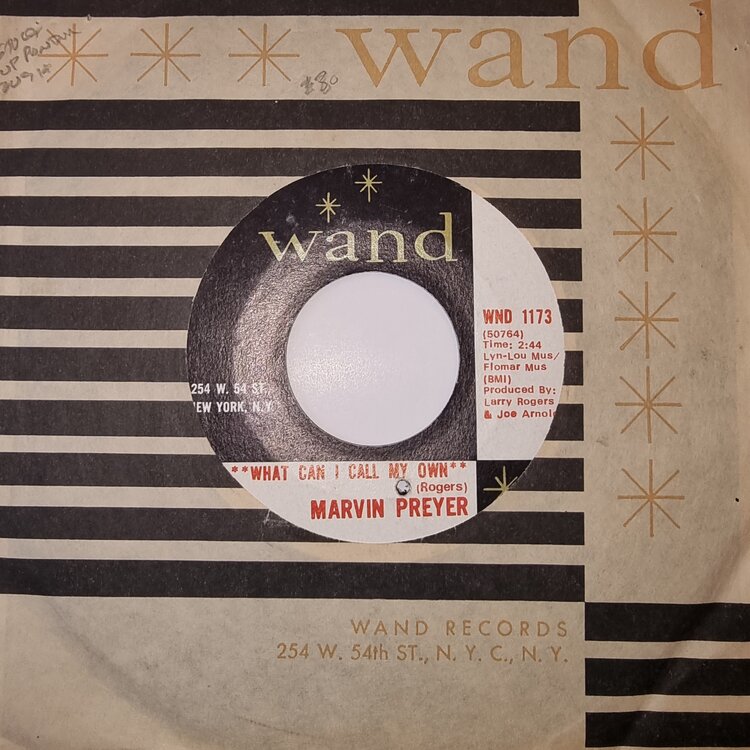 wand
$8⁰
wand
WND 1173
(50764)
Time: 2:44
Lyn-Lou Mus/
Flomar Mus
(BMI)
Produced By:
Larry Rogers
& Joe Arnold
254 W. 54 ST.
EW YORK, N.Y.
**WHAT CAN I CALL MY OWN**
(Rogers)
MARVIN PREYER
WAND RECORDS
254 W. 54th ST., N. Y. C., N. Y.